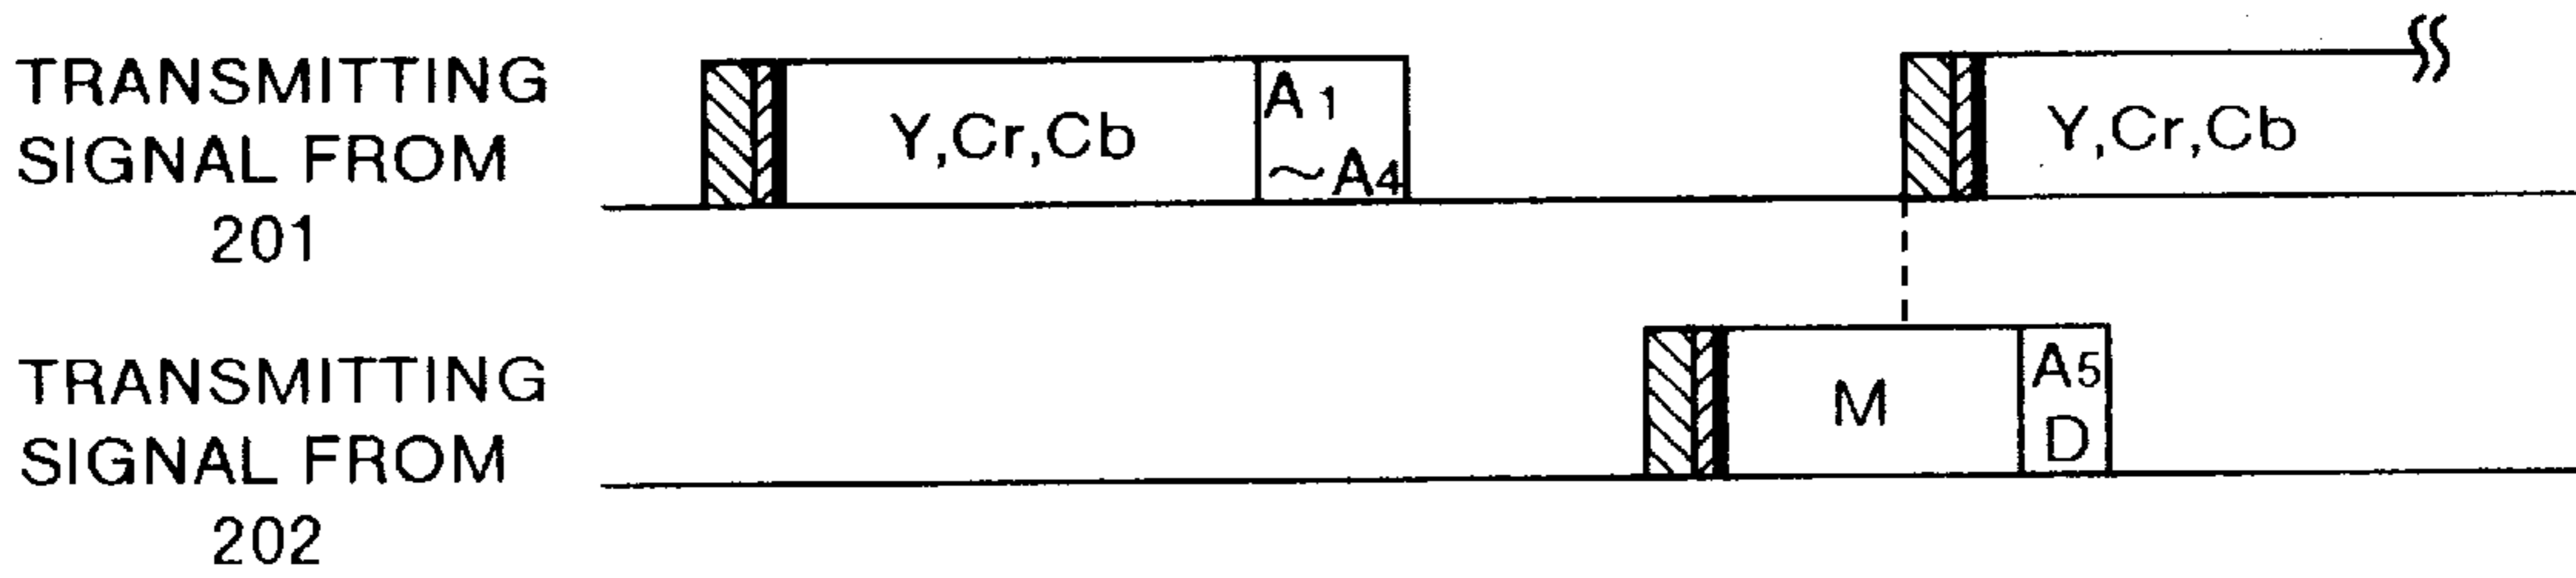 TRANSMITTING
SIGNAL FROM
201
Y,Cr,Cb
A1
~A4
Y,Cr,Cb
TRANSMITTING
SIGNAL FROM
202
M
A5
D